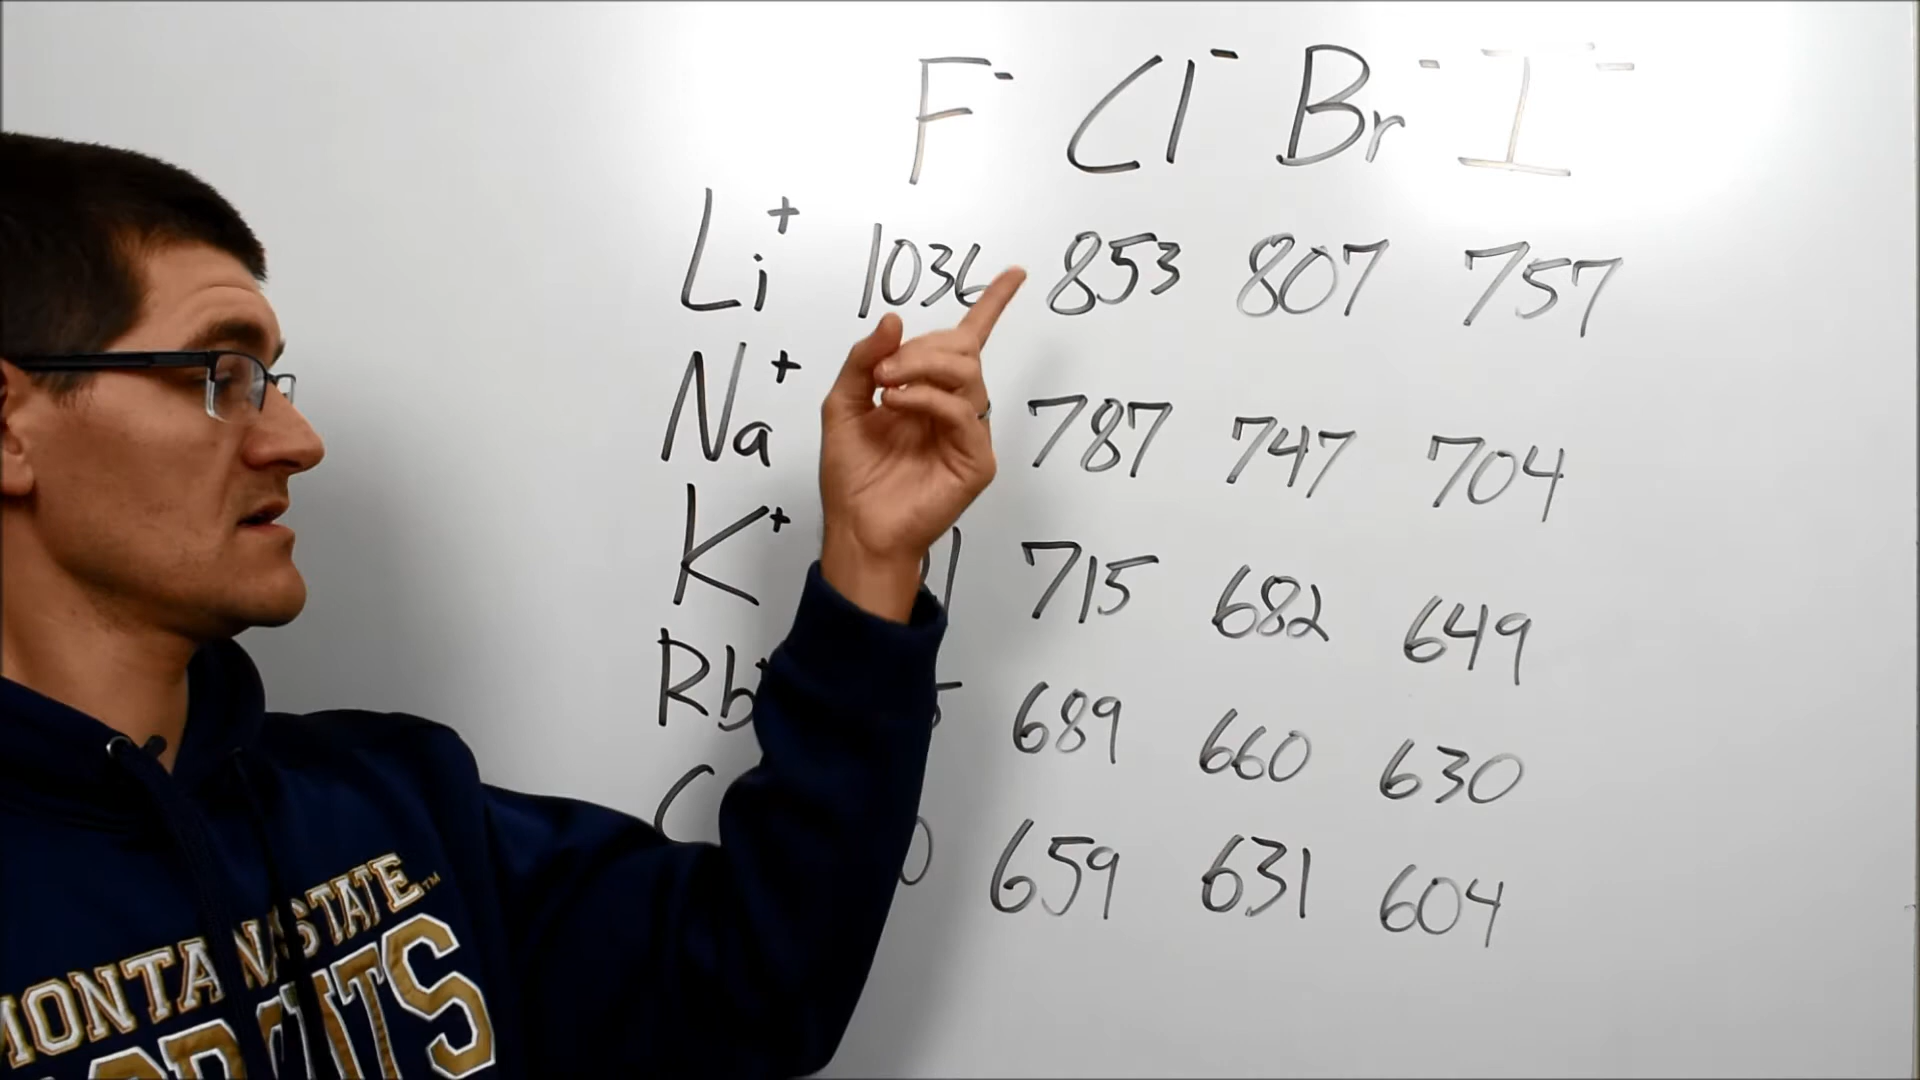 F⁻ Cl⁻ Br⁻ I⁻
Li⁺ 1036 853 807 757
Na⁺ 787 747 704
K⁺ 715 682 649
Rb⁺ 689 660 630
659 631 604
MONTANA STATE